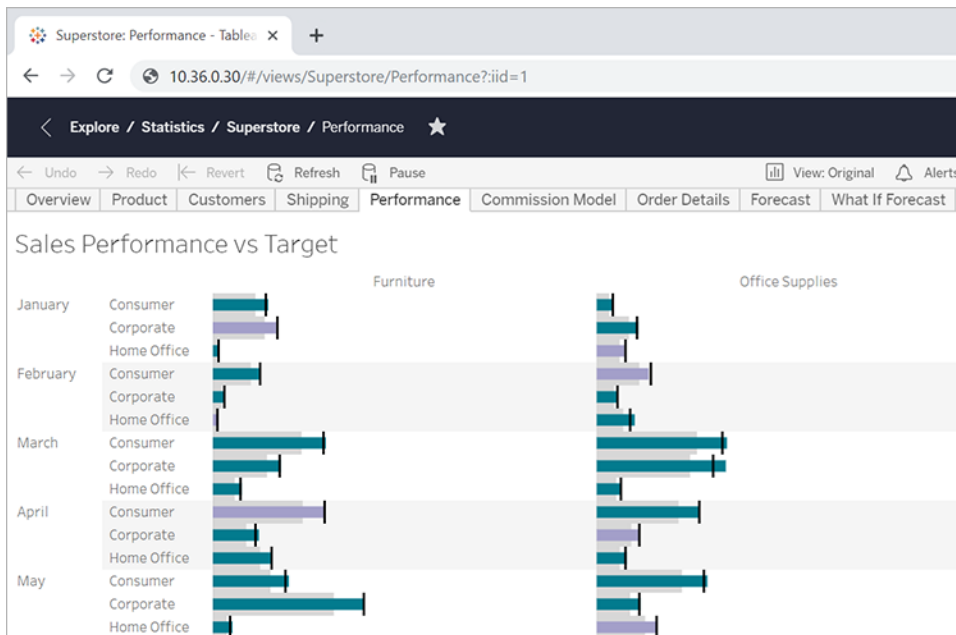 Superstore: Performance - Tablea
10.36.0.30/#/views/Superstore/Performance?:iid=1
Explore / Statistics / Superstore / Performance
Undo Redo Revert Refresh Pause View: Original Alerts
Overview Product Customers Shipping Performance Commission Model Order Details Forecast What If Forecast
Sales Performance vs Target
Furniture Office Supplies
January Consumer
Corporate
Home Office
February Consumer
Corporate
Home Office
March Consumer
Corporate
Home Office
April Consumer
Corporate
Home Office
May Consumer
Corporate
Home Office